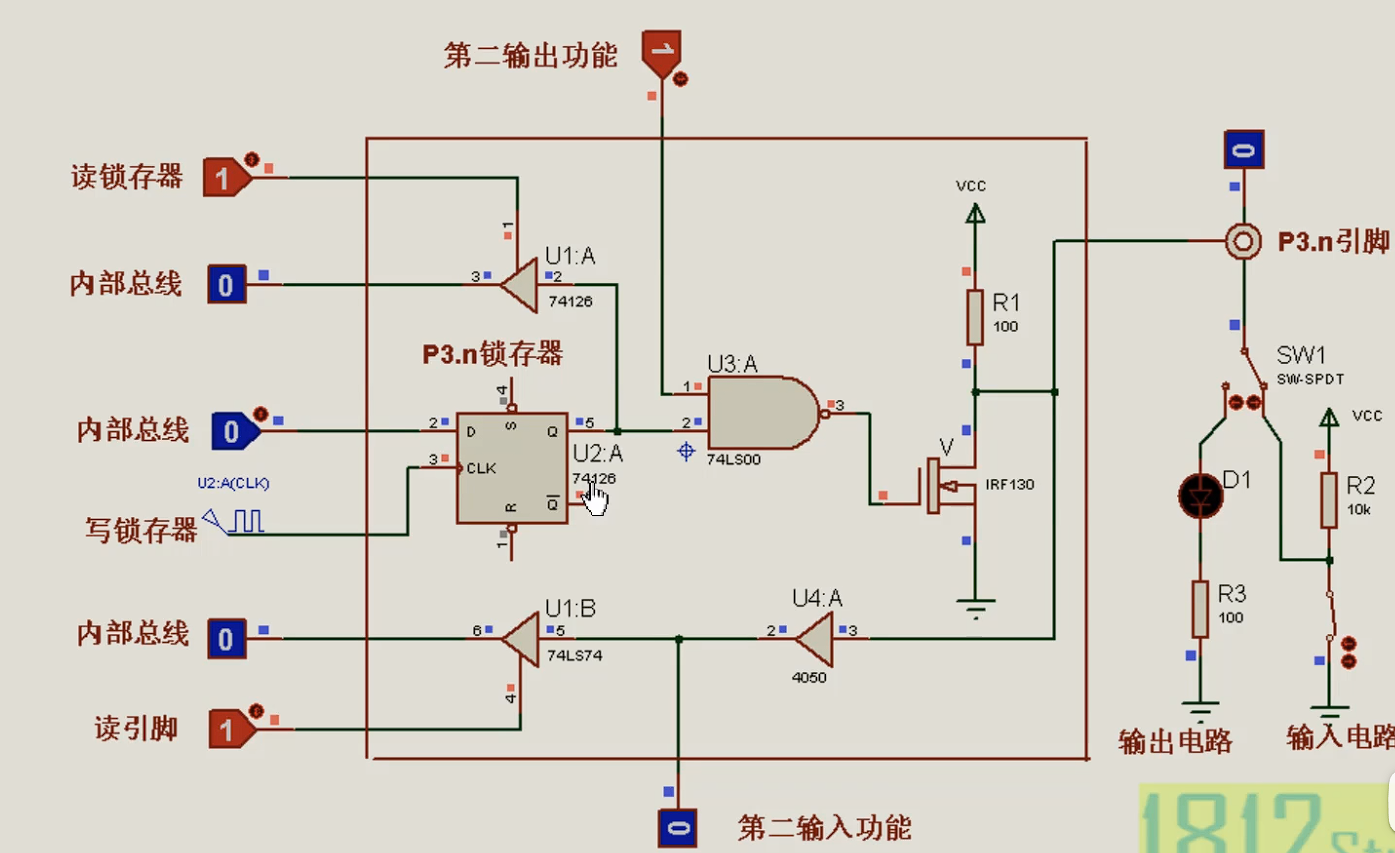 第二输出功能
1
读锁存器
1
VCC
0
P3.n引脚
1
U1:A
3
2
74126
内部总线
0
R1
100
P3.n锁存器
U3:A
SW1
SW-SPDT
4
1
3
VCC
内部总线
0
2
D
S
Q
5
2
U2:A
74LS00
V
3
CLK
74126
IRF130
D1
R2
10k
U2:A(CLK)
R
Q
写锁存器
1
U1:B
U4:A
R3
100
内部总线
0
6
5
2
3
74LS74
4050
4
读引脚
1
输出电路
输入电路
0
第二输入功能
1812